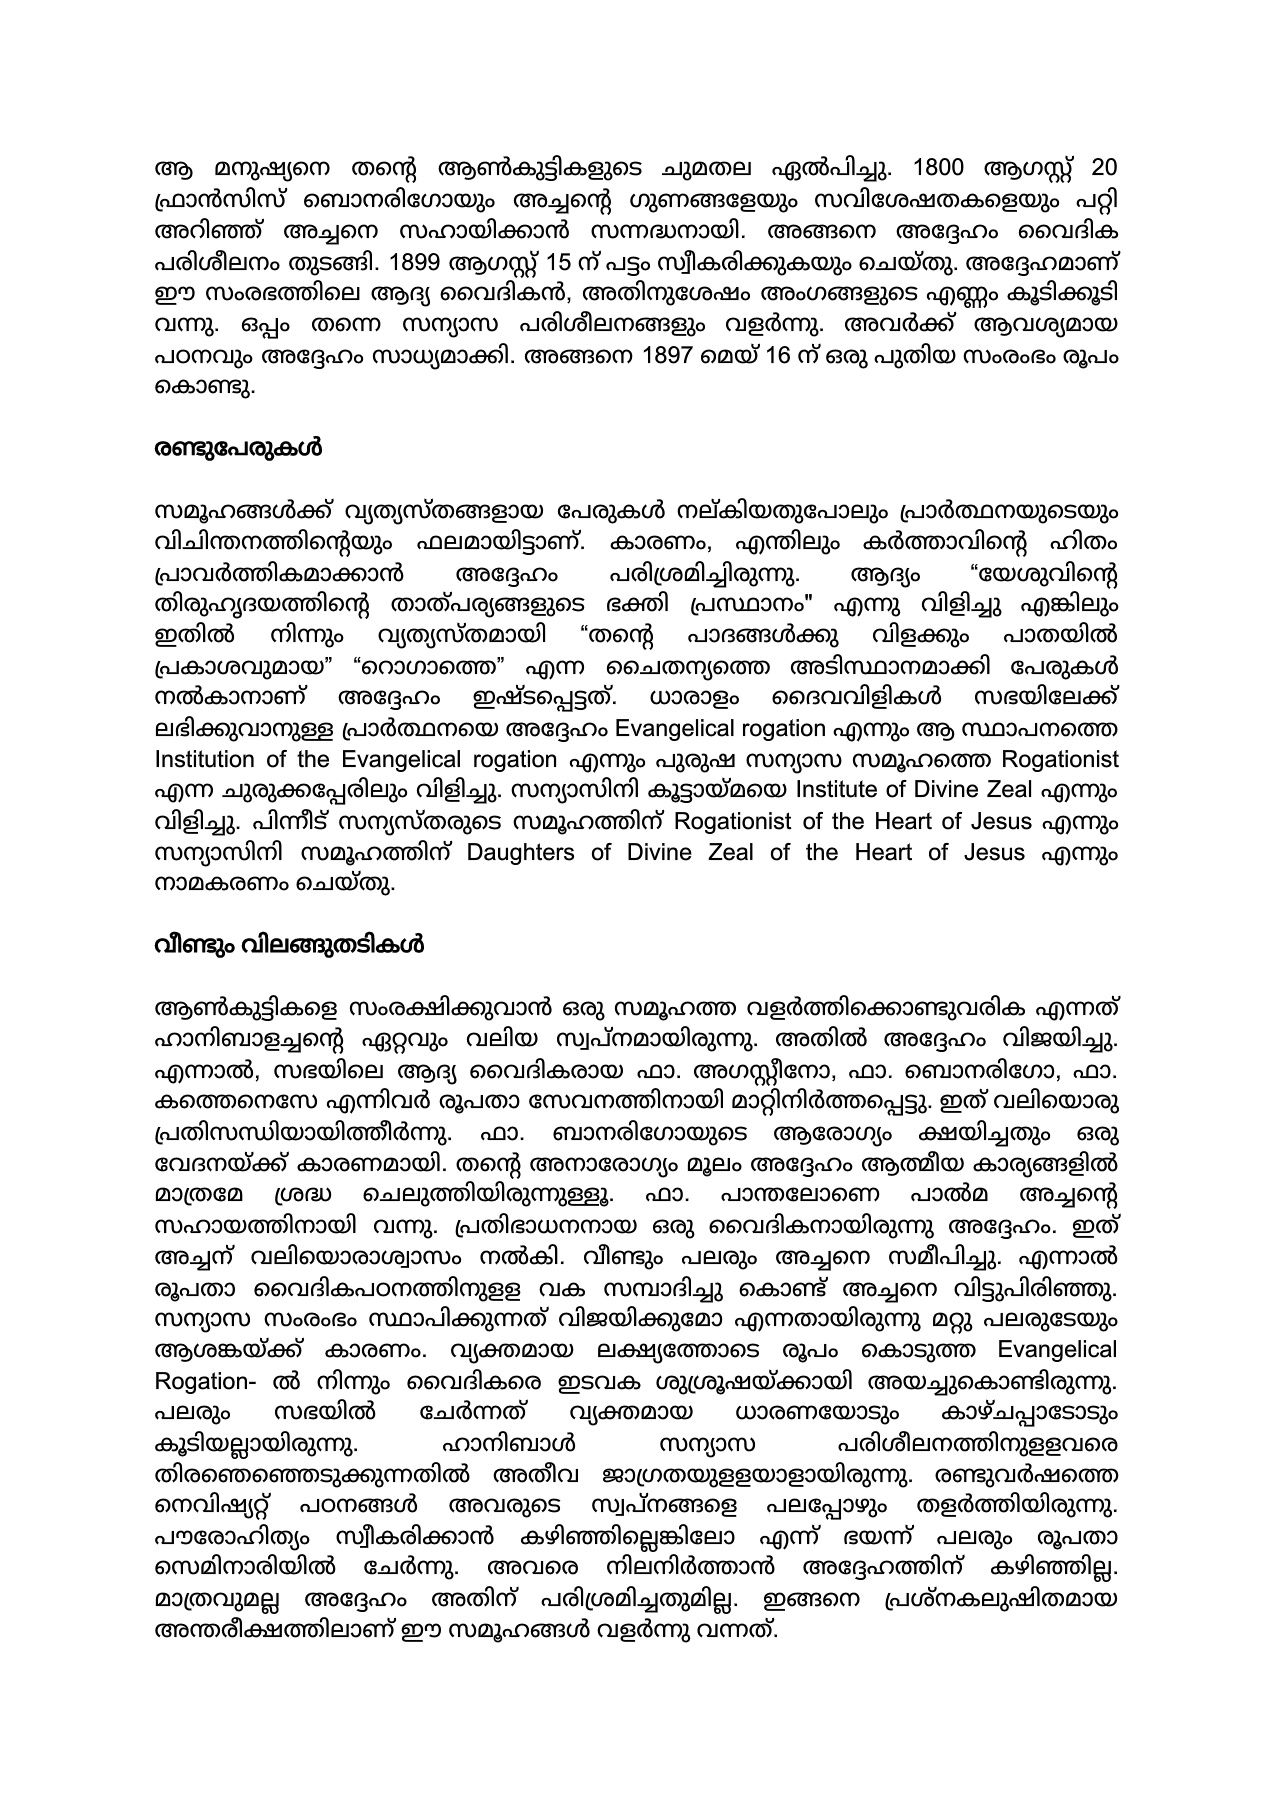 ആ മനുഷ്യനെ തന്റെ ആൺകുട്ടികളുടെ ചുമതല ഏൽപിച്ചു. 1800 ആഗസ്റ്റ് 20
ഫ്രാൻസിസ് ബൊനരിഗോയും അച്ചന്റെ ഗുണങ്ങളേയും സവിശേഷതകളെയും പറ്റി
അറിഞ്ഞ് അച്ചനെ സഹായിക്കാൻ സന്നദ്ധനായി. അങ്ങനെ അദ്ദേഹം വൈദിക
പരിശീലനം തുടങ്ങി. 1899 ആഗസ്റ്റ് 15 ന് പട്ടം സ്വീകരിക്കുകയും ചെയ്തു. അദ്ദേഹമാണ്
ഈ സംരഭത്തിലെ ആദ്യ വൈദികൻ, അതിനുശേഷം അംഗങ്ങളുടെ എണ്ണം കൂടിക്കൂടി
വന്നു. ഒപ്പം തന്നെ സന്യാസ പരിശീലനങ്ങളും വളർന്നു. അവർക്ക് ആവശ്യമായ
പഠനവും അദ്ദേഹം സാധ്യമാക്കി. അങ്ങനെ 1897 മെയ് 16 ന് ഒരു പുതിയ സംരംഭം രൂപം
കൊണ്ടു.
രണ്ടുപേരുകൾ
സമൂഹങ്ങൾക്ക് വ്യത്യസ്തങ്ങളായ പേരുകൾ നല്കിയതുപോലും പ്രാർത്ഥനയുടെയും
വിചിന്തനത്തിന്റെയും ഫലമായിട്ടാണ്. കാരണം, എന്തിലും കർത്താവിന്റെ ഹിതം
പ്രാവർത്തികമാക്കാൻ അദ്ദേഹം പരിശ്രമിച്ചിരുന്നു. ആദ്യം “യേശുവിന്റെ
തിരുഹൃദയത്തിന്റെ താത്പര്യങ്ങളുടെ ഭക്തി പ്രസ്ഥാനം" എന്നു വിളിച്ചു എങ്കിലും
ഇതിൽ നിന്നും വ്യത്യസ്തമായി “തന്റെ പാദങ്ങൾക്കു വിളക്കും പാതയിൽ
പ്രകാശവുമായ” “റൊഗാത്തെ” എന്ന ചൈതന്യത്തെ അടിസ്ഥാനമാക്കി പേരുകൾ
നൽകാനാണ് അദ്ദേഹം ഇഷ്ടപ്പെട്ടത്. ധാരാളം ദൈവവിളികൾ സഭയിലേക്ക്
ലഭിക്കുവാനുള്ള പ്രാർത്ഥനയെ അദ്ദേഹം Evangelical rogation എന്നും ആ സ്ഥാപനത്തെ
Institution of the Evangelical rogation എന്നും പുരുഷ സന്യാസ സമൂഹത്തെ Rogationist
എന്ന ചുരുക്കപ്പേരിലും വിളിച്ചു. സന്യാസിനി കൂട്ടായ്മയെ Institute of Divine Zeal എന്നും
വിളിച്ചു. പിന്നീട് സന്യസ്തരുടെ സമൂഹത്തിന് Rogationist of the Heart of Jesus എന്നും
സന്യാസിനി സമൂഹത്തിന് Daughters of Divine Zeal of the Heart of Jesus എന്നും
നാമകരണം ചെയ്തു.
വീണ്ടും വിലങ്ങുതടികൾ
ആൺകുട്ടികളെ സംരക്ഷിക്കുവാൻ ഒരു സമൂഹത്ത വളർത്തിക്കൊണ്ടുവരിക എന്നത്
ഹാനിബാളച്ചന്റെ ഏറ്റവും വലിയ സ്വപ്നമായിരുന്നു. അതിൽ അദ്ദേഹം വിജയിച്ചു.
എന്നാൽ, സഭയിലെ ആദ്യ വൈദികരായ ഫാ. അഗസ്റ്റീനോ, ഫാ. ബൊനരിഗോ, ഫാ.
കത്തെനെസേ എന്നിവർ രൂപതാ സേവനത്തിനായി മാറ്റിനിർത്തപ്പെട്ടു. ഇത് വലിയൊരു
പ്രതിസന്ധിയായിത്തീർന്നു. ഫാ. ബാനരിഗോയുടെ ആരോഗ്യം ക്ഷയിച്ചതും ഒരു
വേദനയ്ക്ക് കാരണമായി. തന്റെ അനാരോഗ്യം മൂലം അദ്ദേഹം ആത്മീയ കാര്യങ്ങളിൽ
മാത്രമേ ശ്രദ്ധ ചെലുത്തിയിരുന്നുള്ളൂ. ഫാ. പാന്തലോണെ പാൽമ അച്ചന്റെ
സഹായത്തിനായി വന്നു. പ്രതിഭാധനനായ ഒരു വൈദികനായിരുന്നു അദ്ദേഹം. ഇത്
അച്ചന് വലിയൊരാശ്വാസം നൽകി. വീണ്ടും പലരും അച്ചനെ സമീപിച്ചു. എന്നാൽ
രൂപതാ വൈദികപഠനത്തിനുളള വക സമ്പാദിച്ചു കൊണ്ട് അച്ചനെ വിട്ടുപിരിഞ്ഞു.
സന്യാസ സംരംഭം സ്ഥാപിക്കുന്നത് വിജയിക്കുമോ എന്നതായിരുന്നു മറ്റു പലരുടേയും
ആശങ്കയ്ക്ക് കാരണം. വ്യക്തമായ ലക്ഷ്യത്തോടെ രൂപം കൊടുത്ത Evangelical
Rogation- ൽ നിന്നും വൈദികരെ ഇടവക ശുശ്രൂഷയ്ക്കായി അയച്ചുകൊണ്ടിരുന്നു.
പലരും സഭയിൽ ചേർന്നത് വ്യക്തമായ ധാരണയോടും കാഴ്ചപ്പാടോടും
കൂടിയല്ലായിരുന്നു. ഹാനിബാൾ സന്യാസ പരിശീലനത്തിനുളളവരെ
തിരഞെഞ്ഞെടുക്കുന്നതിൽ അതീവ ജാഗ്രതയുളളയാളായിരുന്നു. രണ്ടുവർഷത്തെ
നെവിഷ്യറ്റ് പഠനങ്ങൾ അവരുടെ സ്വപ്നങ്ങളെ പലപ്പോഴും തളർത്തിയിരുന്നു.
പൗരോഹിത്യം സ്വീകരിക്കാൻ കഴിഞ്ഞില്ലെങ്കിലോ എന്ന് ഭയന്ന് പലരും രൂപതാ
സെമിനാരിയിൽ ചേർന്നു. അവരെ നിലനിർത്താൻ അദ്ദേഹത്തിന് കഴിഞ്ഞില്ല.
മാത്രവുമല്ല അദ്ദേഹം അതിന് പരിശ്രമിച്ചതുമില്ല. ഇങ്ങനെ പ്രശ്നകലുഷിതമായ
അന്തരീക്ഷത്തിലാണ് ഈ സമൂഹങ്ങൾ വളർന്നു വന്നത്.